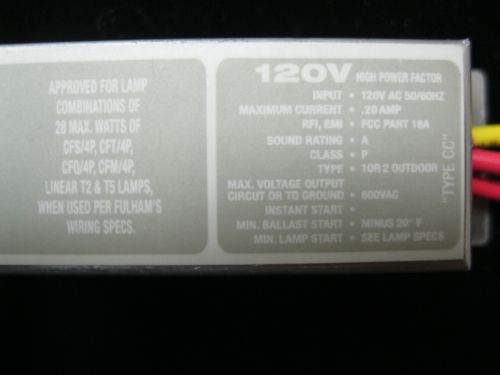 APPROVED FOR LAMP
COMBINATIONS OF
28 MAX. WATTS OF
CFS/4P, CFT/4P,
CFQ/4P, CFM/4P,
LINEAR T2 & T5 LAMPS,
WHEN USED PER FULHAM'S
WIRING SPECS.
120V HIGH POWER FACTOR
INPUT • 120V AC 50/60HZ
MAXIMUM CURRENT • .20 AMP
RFI, EMI • FCC PART 18A
SOUND RATING • A
CLASS • P
TYPE • 1OR 2 OUTDOOR
MAX. VOLTAGE OUTPUT
CIRCUT OR TO GROUND • 600VAC
INSTANT START •
MIN. BALLAST START • MINUS 20° F
MIN. LAMP START • SEE LAMP SPECS
"TYPE CC"